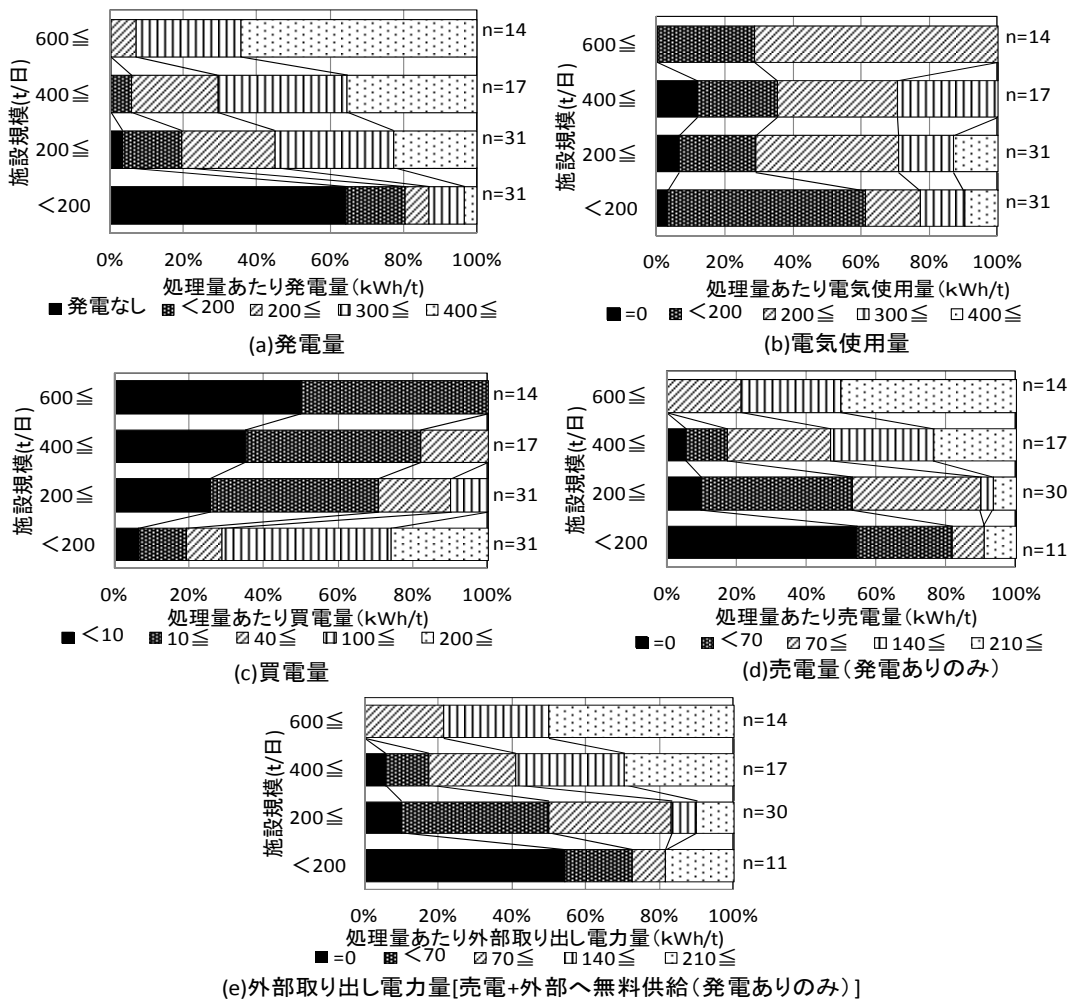 施設規模(t/日)
600≦
400≦
200≦
<200
n=14
n=17
n=31
n=31
0% 20% 40% 60% 80% 100%
処理量あたり発電量(kWh/t)
発電なし <200 200≦ 300≦ 400≦
(a)発電量
施設規模(t/日)
600≦
400≦
200≦
<200
n=14
n=17
n=31
n=31
0% 20% 40% 60% 80% 100%
処理量あたり電気使用量(kWh/t)
=0 <200 200≦ 300≦ 400≦
(b)電気使用量
施設規模(t/日)
600≦
400≦
200≦
<200
n=14
n=17
n=31
n=31
0% 20% 40% 60% 80% 100%
処理量あたり買電量(kWh/t)
<10 10≦ 40≦ 100≦ 200≦
(c)買電量
施設規模(t/日)
600≦
400≦
200≦
<200
n=14
n=17
n=30
n=11
0% 20% 40% 60% 80% 100%
処理量あたり売電量(kWh/t)
=0 <70 70≦ 140≦ 210≦
(d)売電量(発電ありのみ)
施設規模(t/日)
600≦
400≦
200≦
<200
n=14
n=17
n=30
n=11
0% 20% 40% 60% 80% 100%
処理量あたり外部取り出し電力量(kWh/t)
=0 <70 70≦ 140≦ 210≦
(e)外部取り出し電力量[売電+外部へ無料供給(発電ありのみ)]